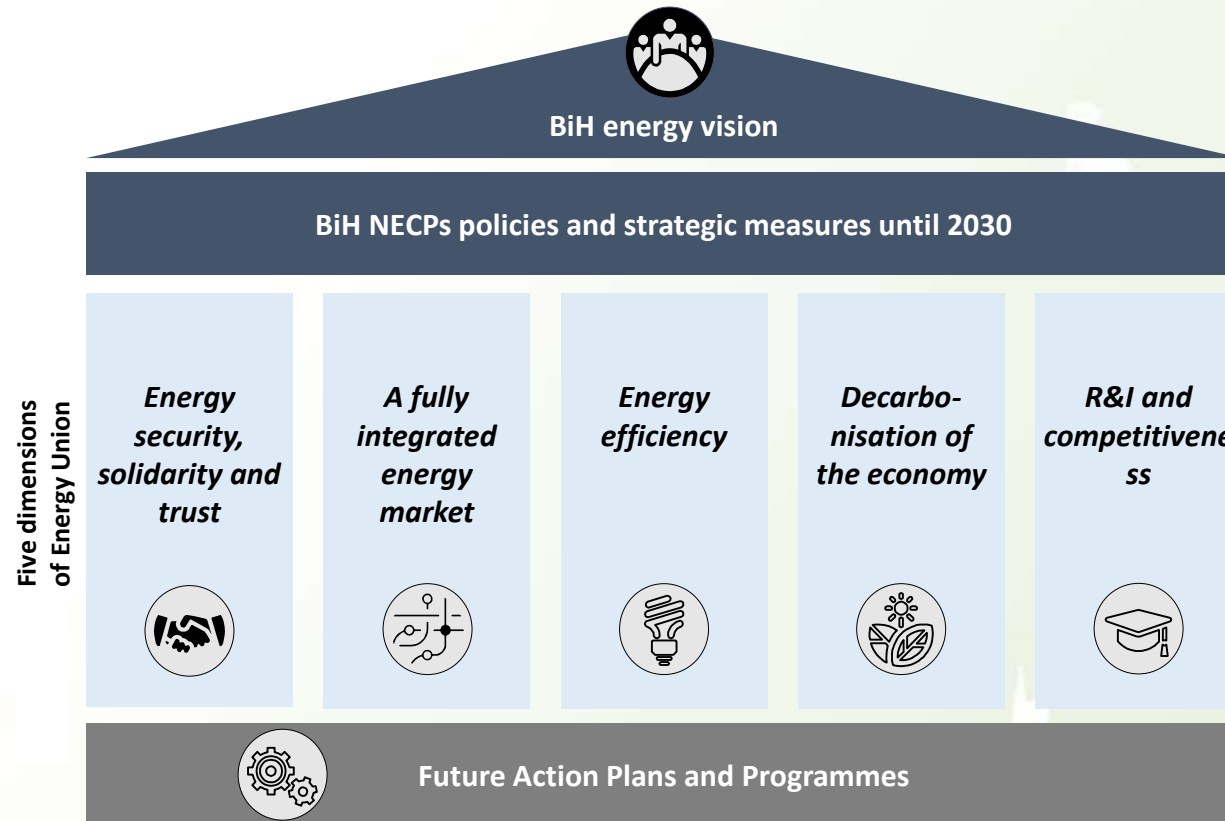 BiH energy vision
BiH NECPs policies and strategic measures until 2030
Five dimensions
of Energy Union
Energy
security,
solidarity and
trust
A fully
integrated
energy
market
Energy
efficiency
Decarbo-
nisation of
the economy
R&I and
competitivene
ss
Future Action Plans and Programmes